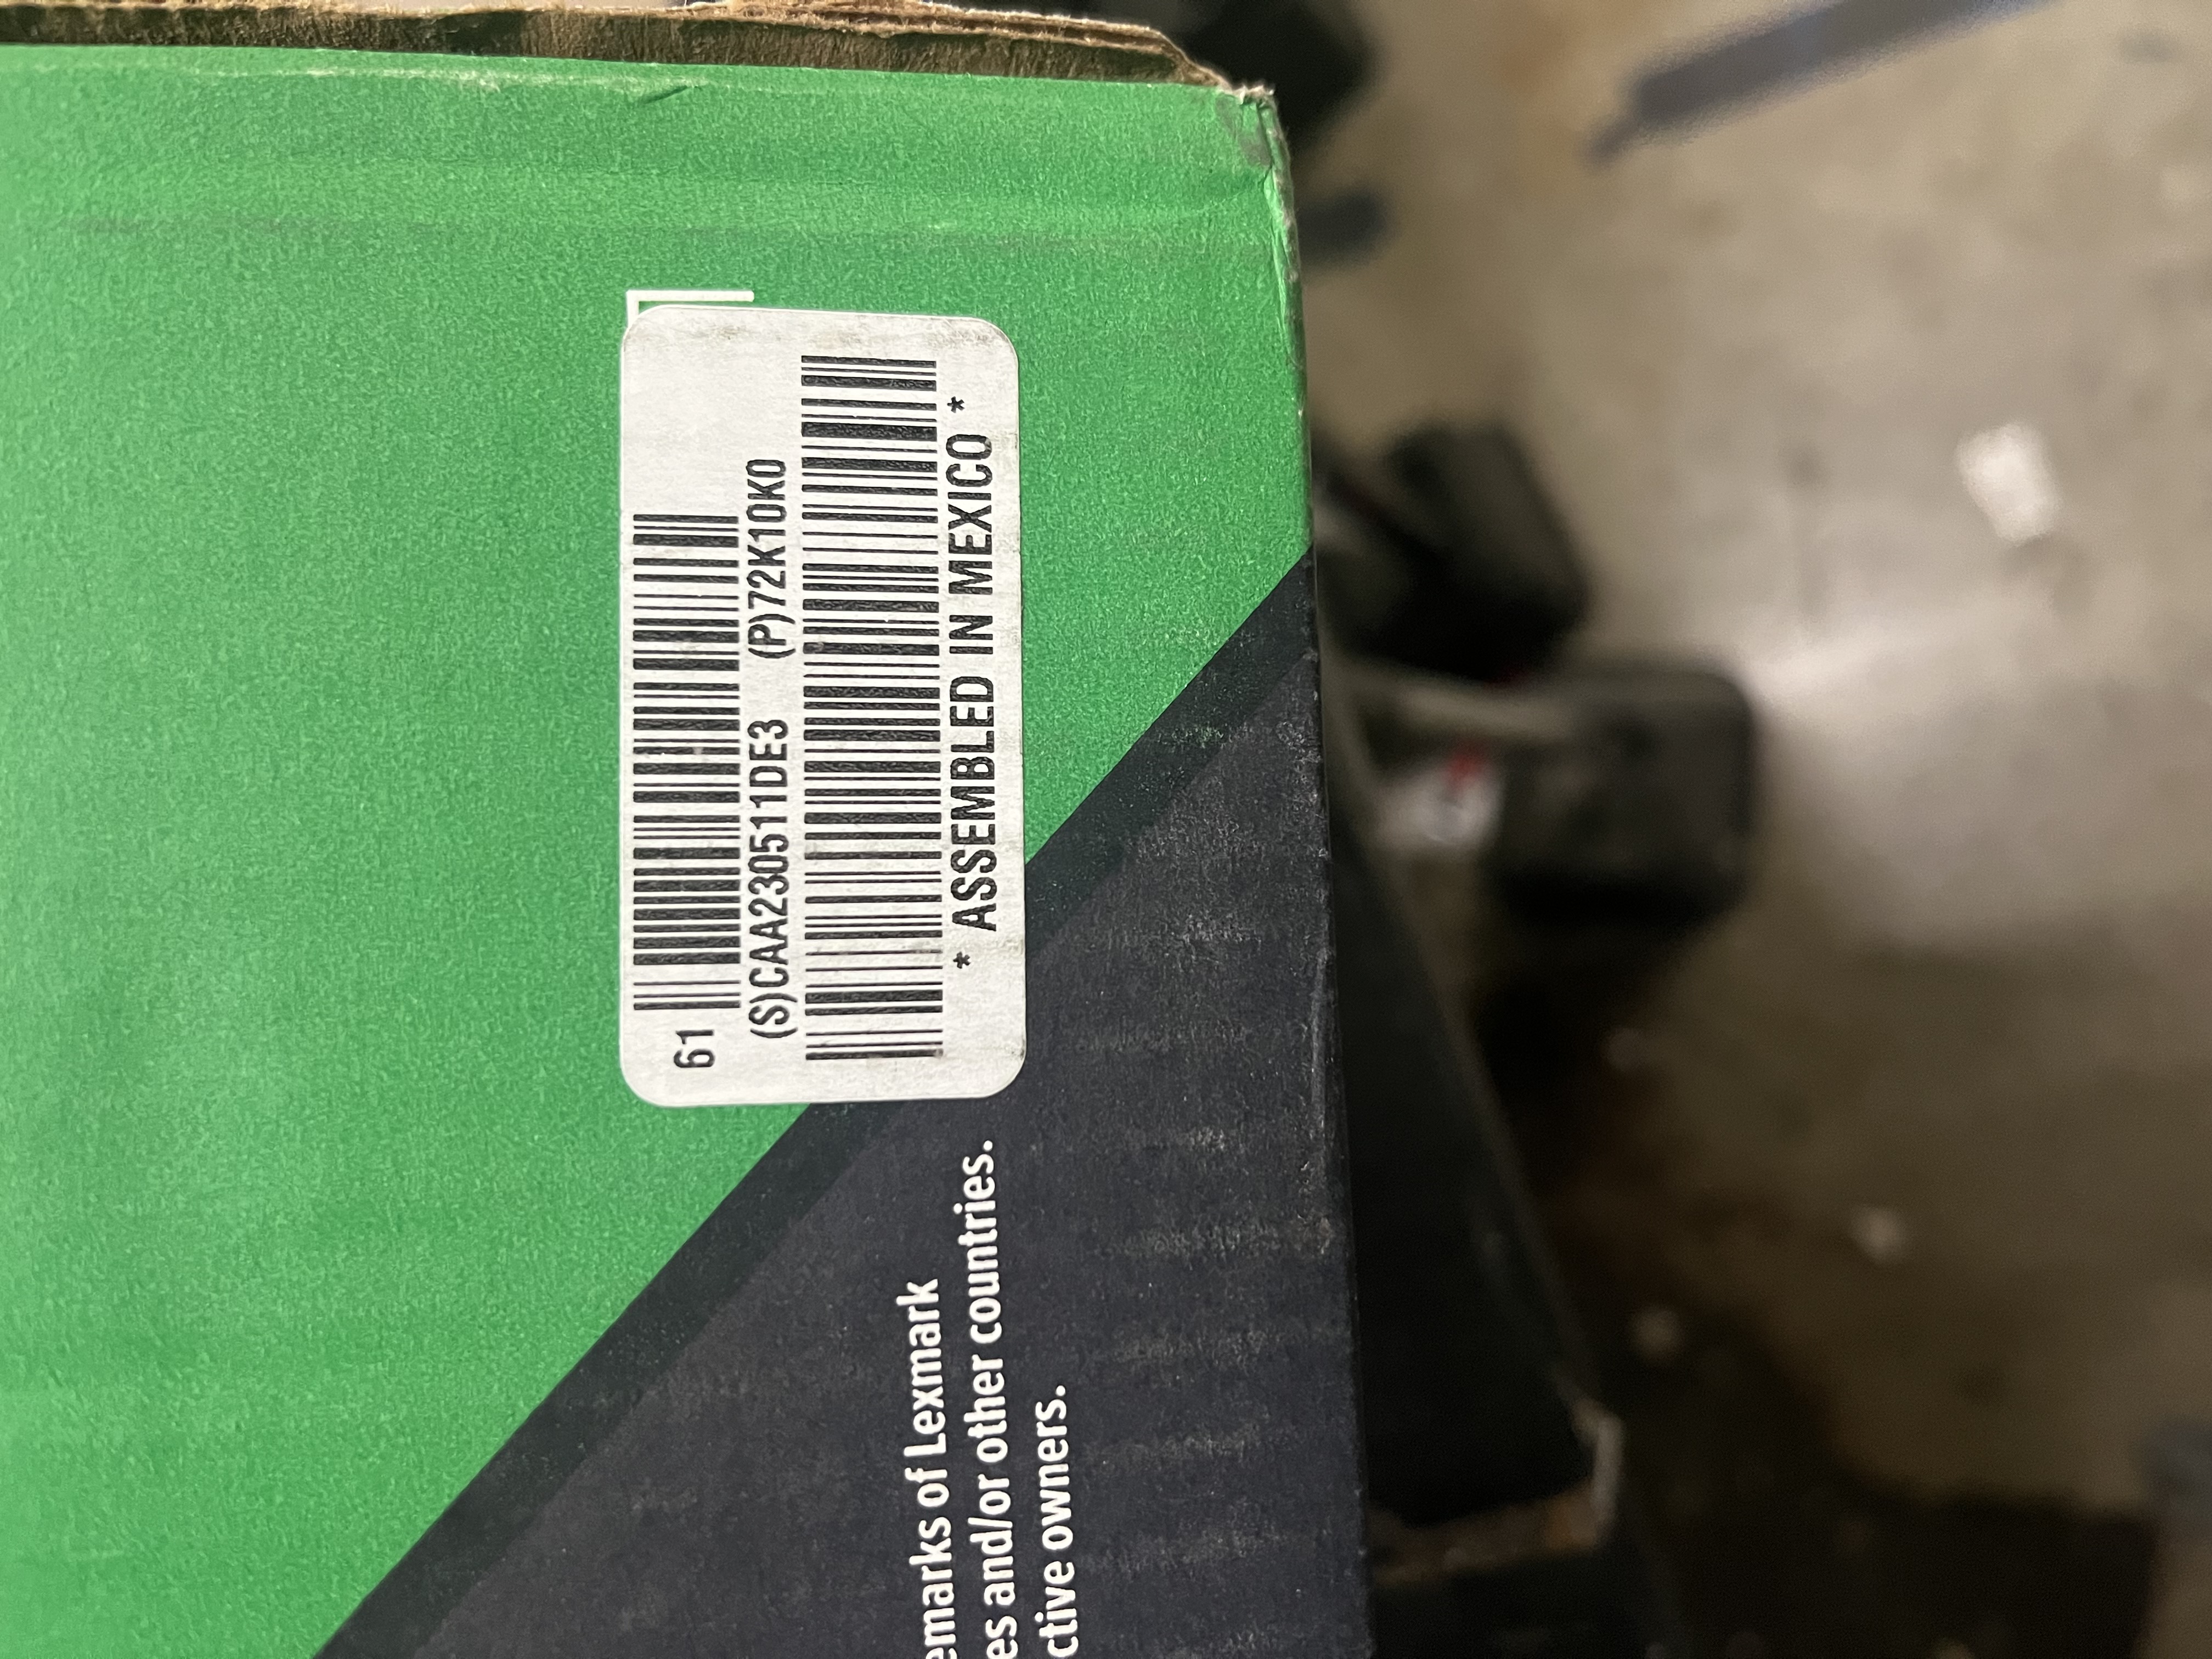 61
(S)CAA230511DE3 (P)72K10K0
* ASSEMBLED IN MEXICO *
emarks of Lexmark
es and/or other countries.
ctive owners.